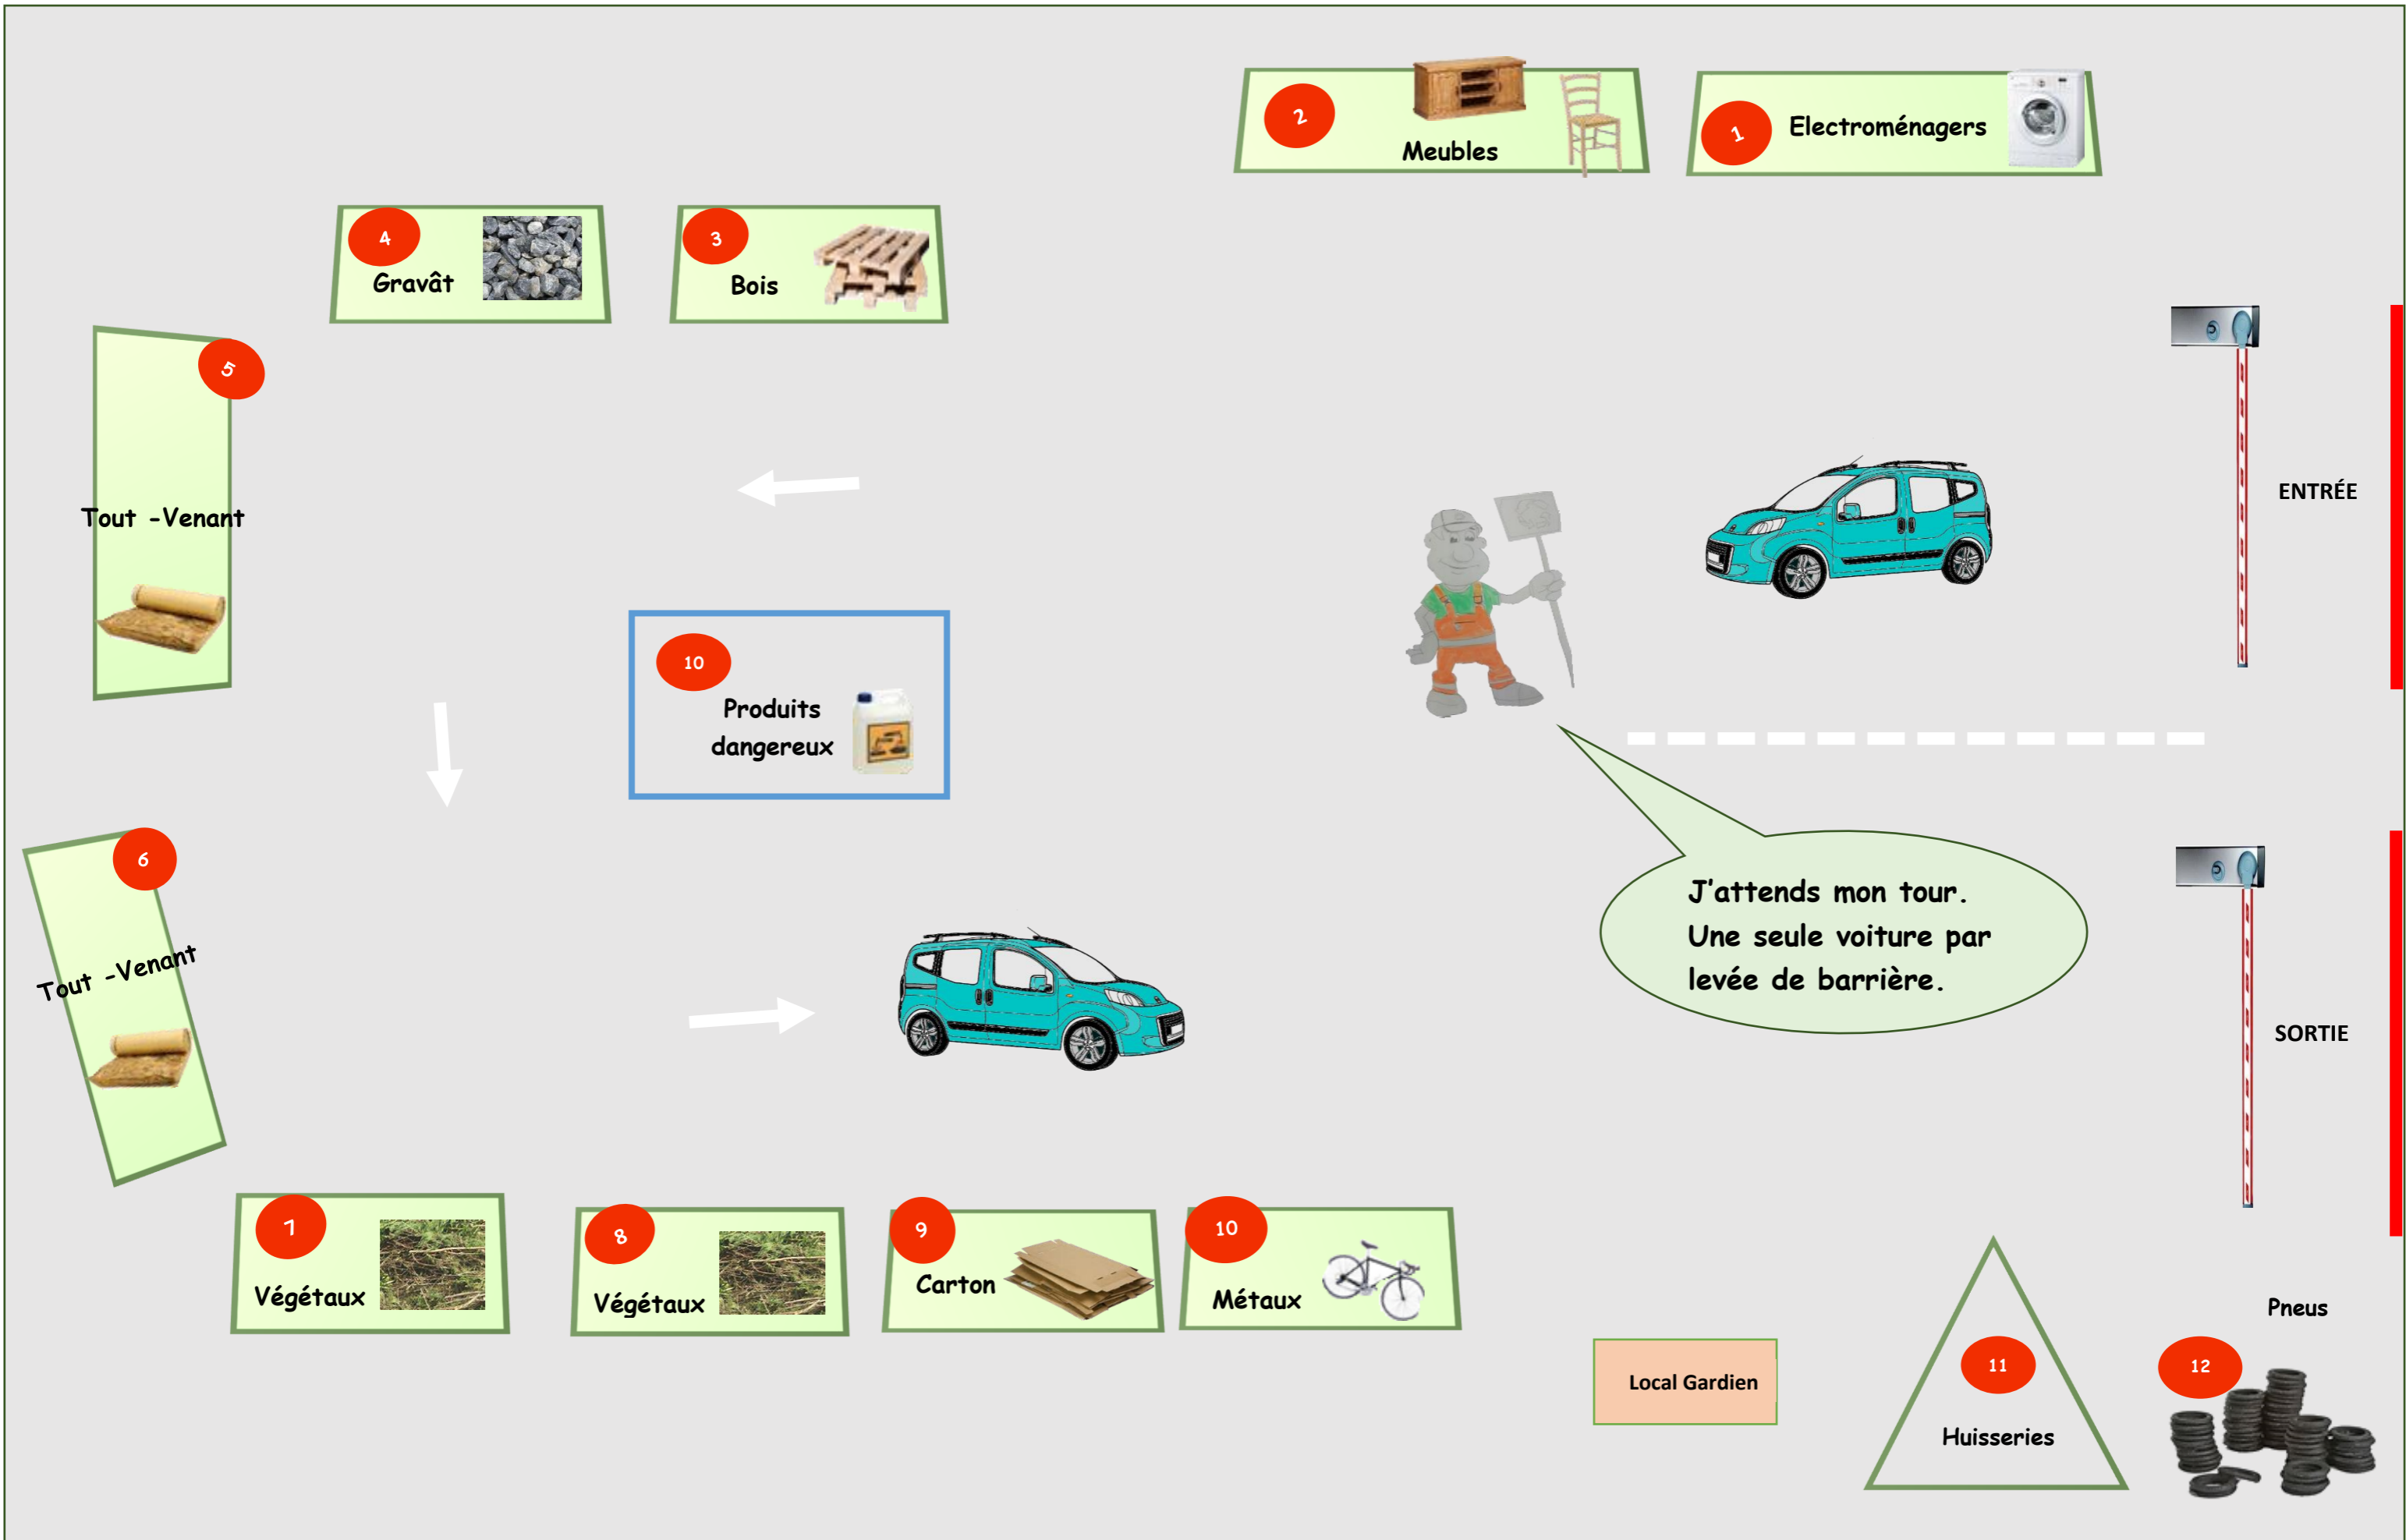 2
Meubles
1
Electroménagers
4
Gravât
3
Bois
5
Tout -Venant
ENTRÉE
10
Produits
dangereux
6
Tout -Venant
J'attends mon tour.
Une seule voiture par
levée de barrière.
SORTIE
7
Végétaux
8
Végétaux
9
Carton
10
Métaux
Local Gardien
11
Huisseries
Pneus
12